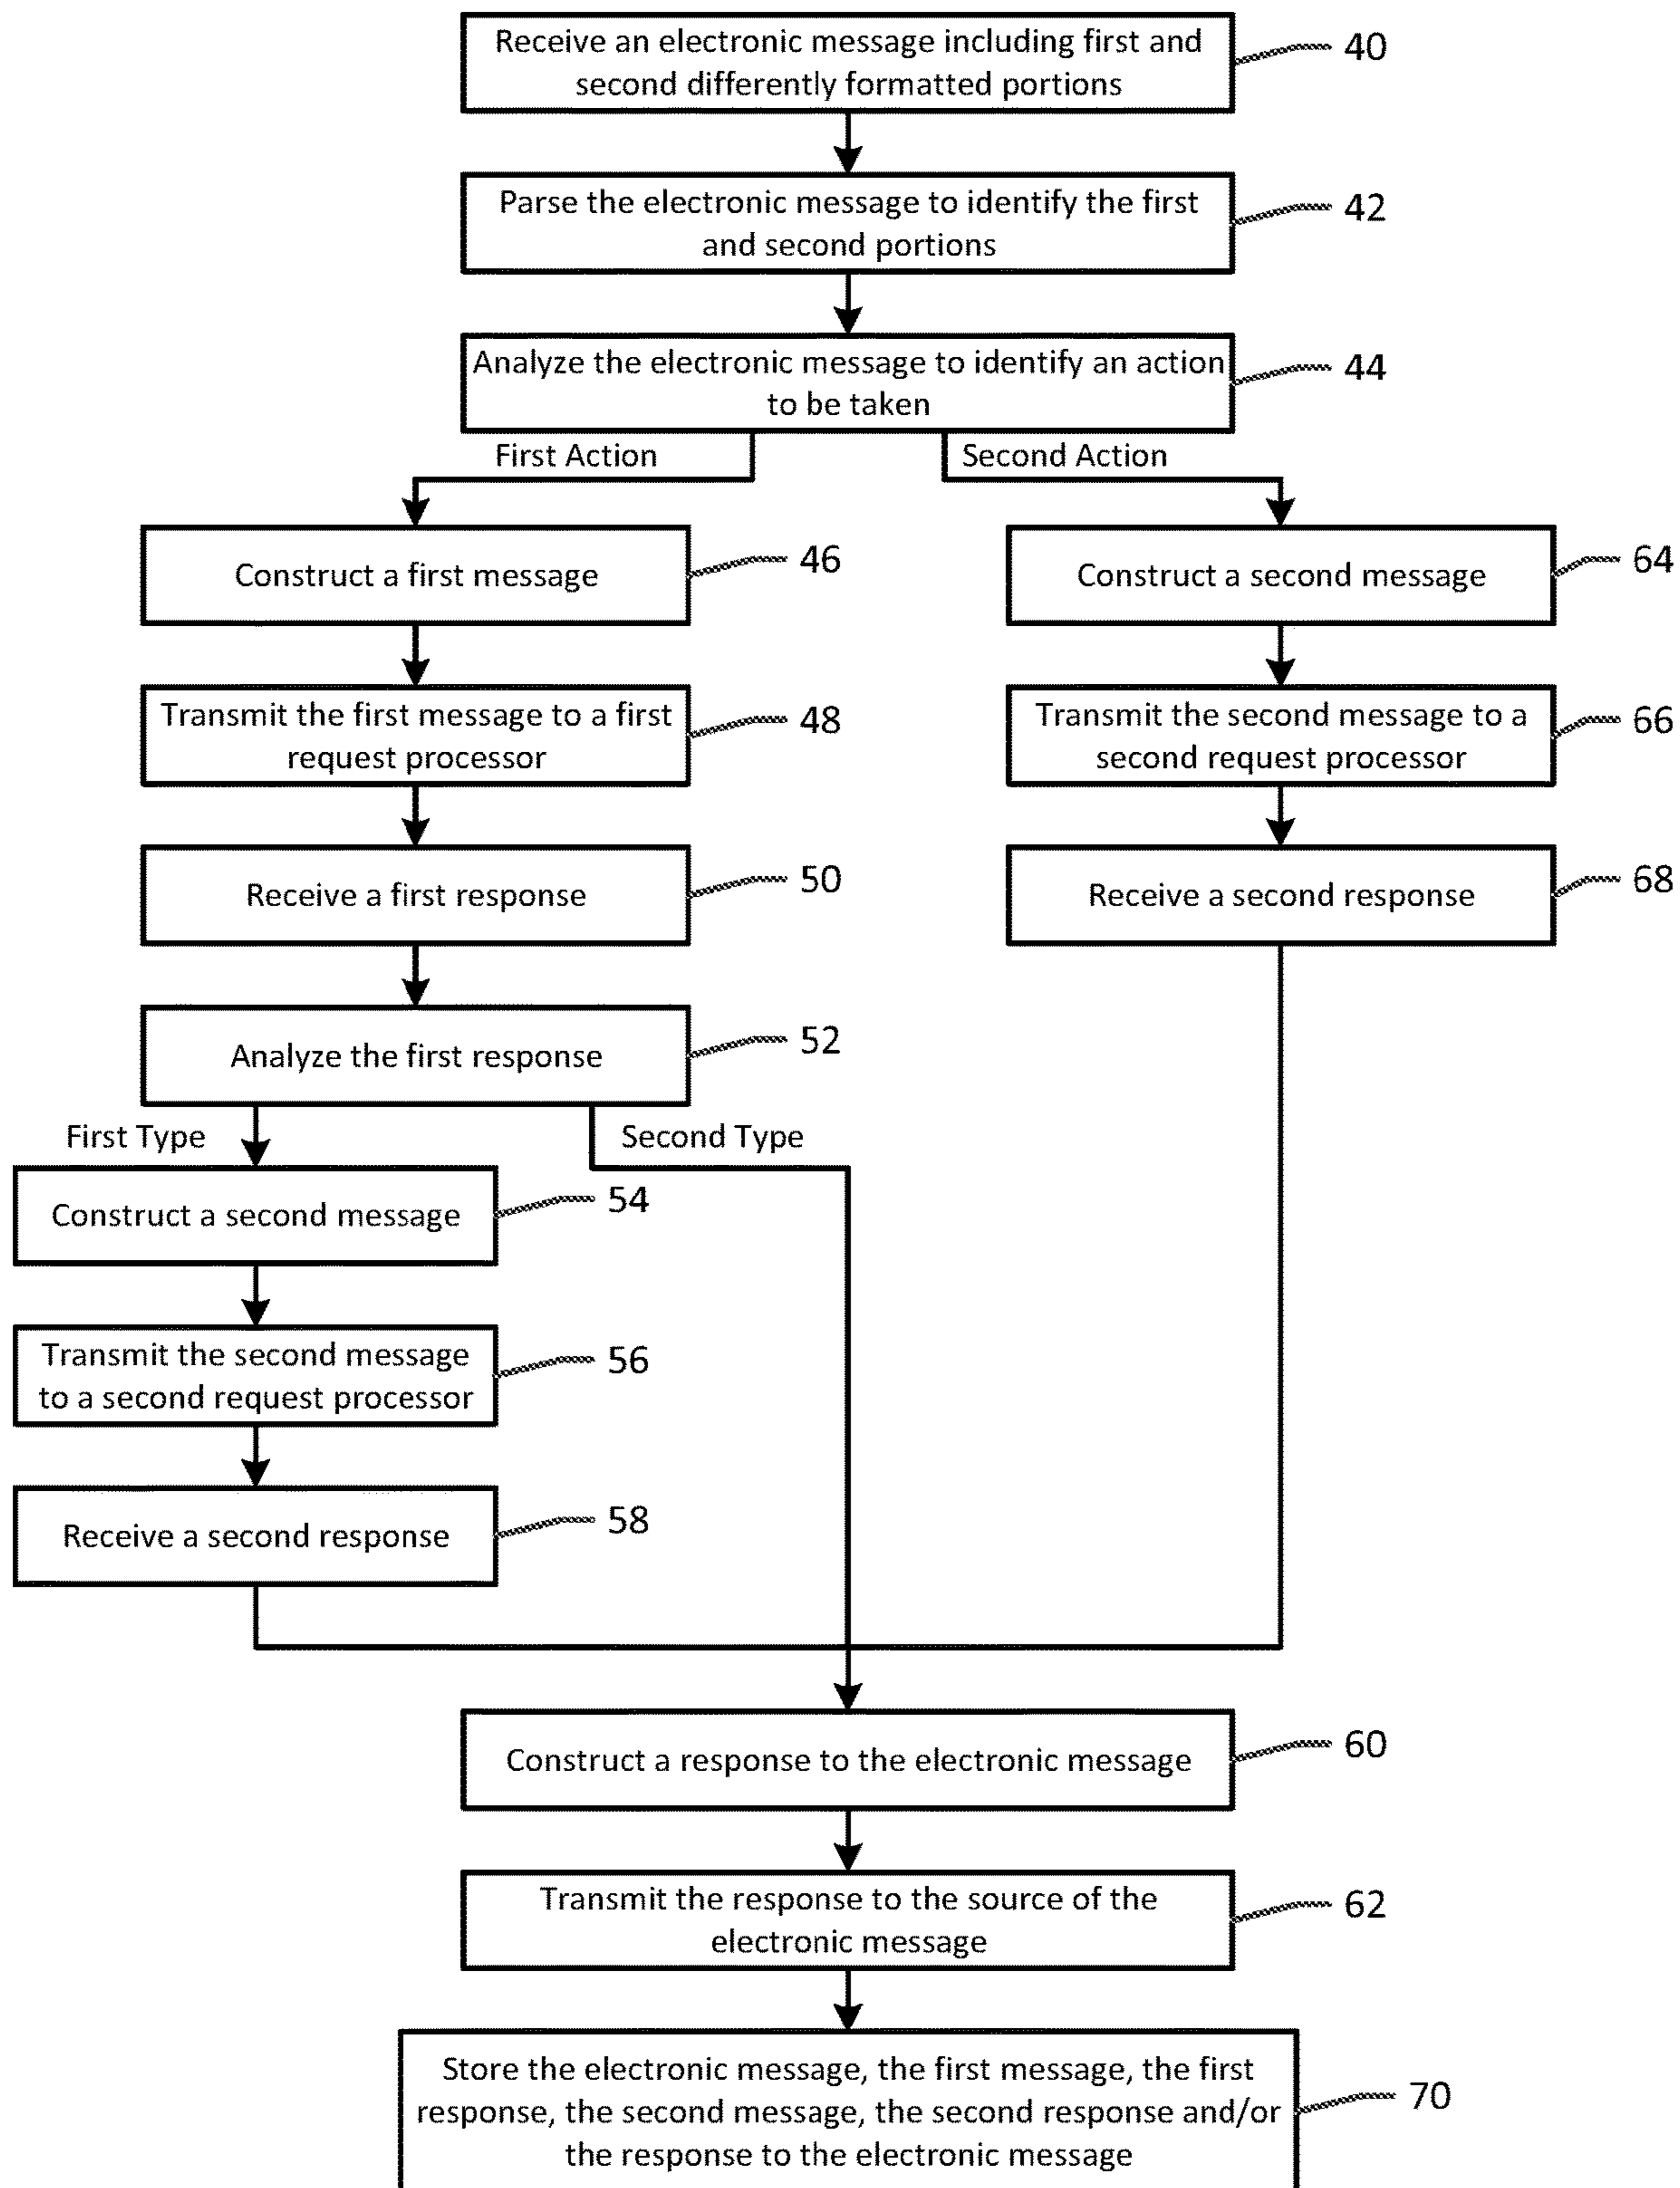 Receive an electronic message including first and
second differently formatted portions
40
Parse the electronic message to identify the first
and second portions
42
Analyze the electronic message to identify an action
to be taken
44
First Action
Second Action
Construct a first message
46
Construct a second message
64
Transmit the first message to a first
request processor
48
Transmit the second message to a
second request processor
66
Receive a first response
50
Receive a second response
68
Analyze the first response
52
First Type
Second Type
Construct a second message
54
Transmit the second message
to a second request processor
56
Receive a second response
58
Construct a response to the electronic message
60
Transmit the response to the source of the
electronic message
62
Store the electronic message, the first message, the first
response, the second message, the second response and/or
the response to the electronic message
70